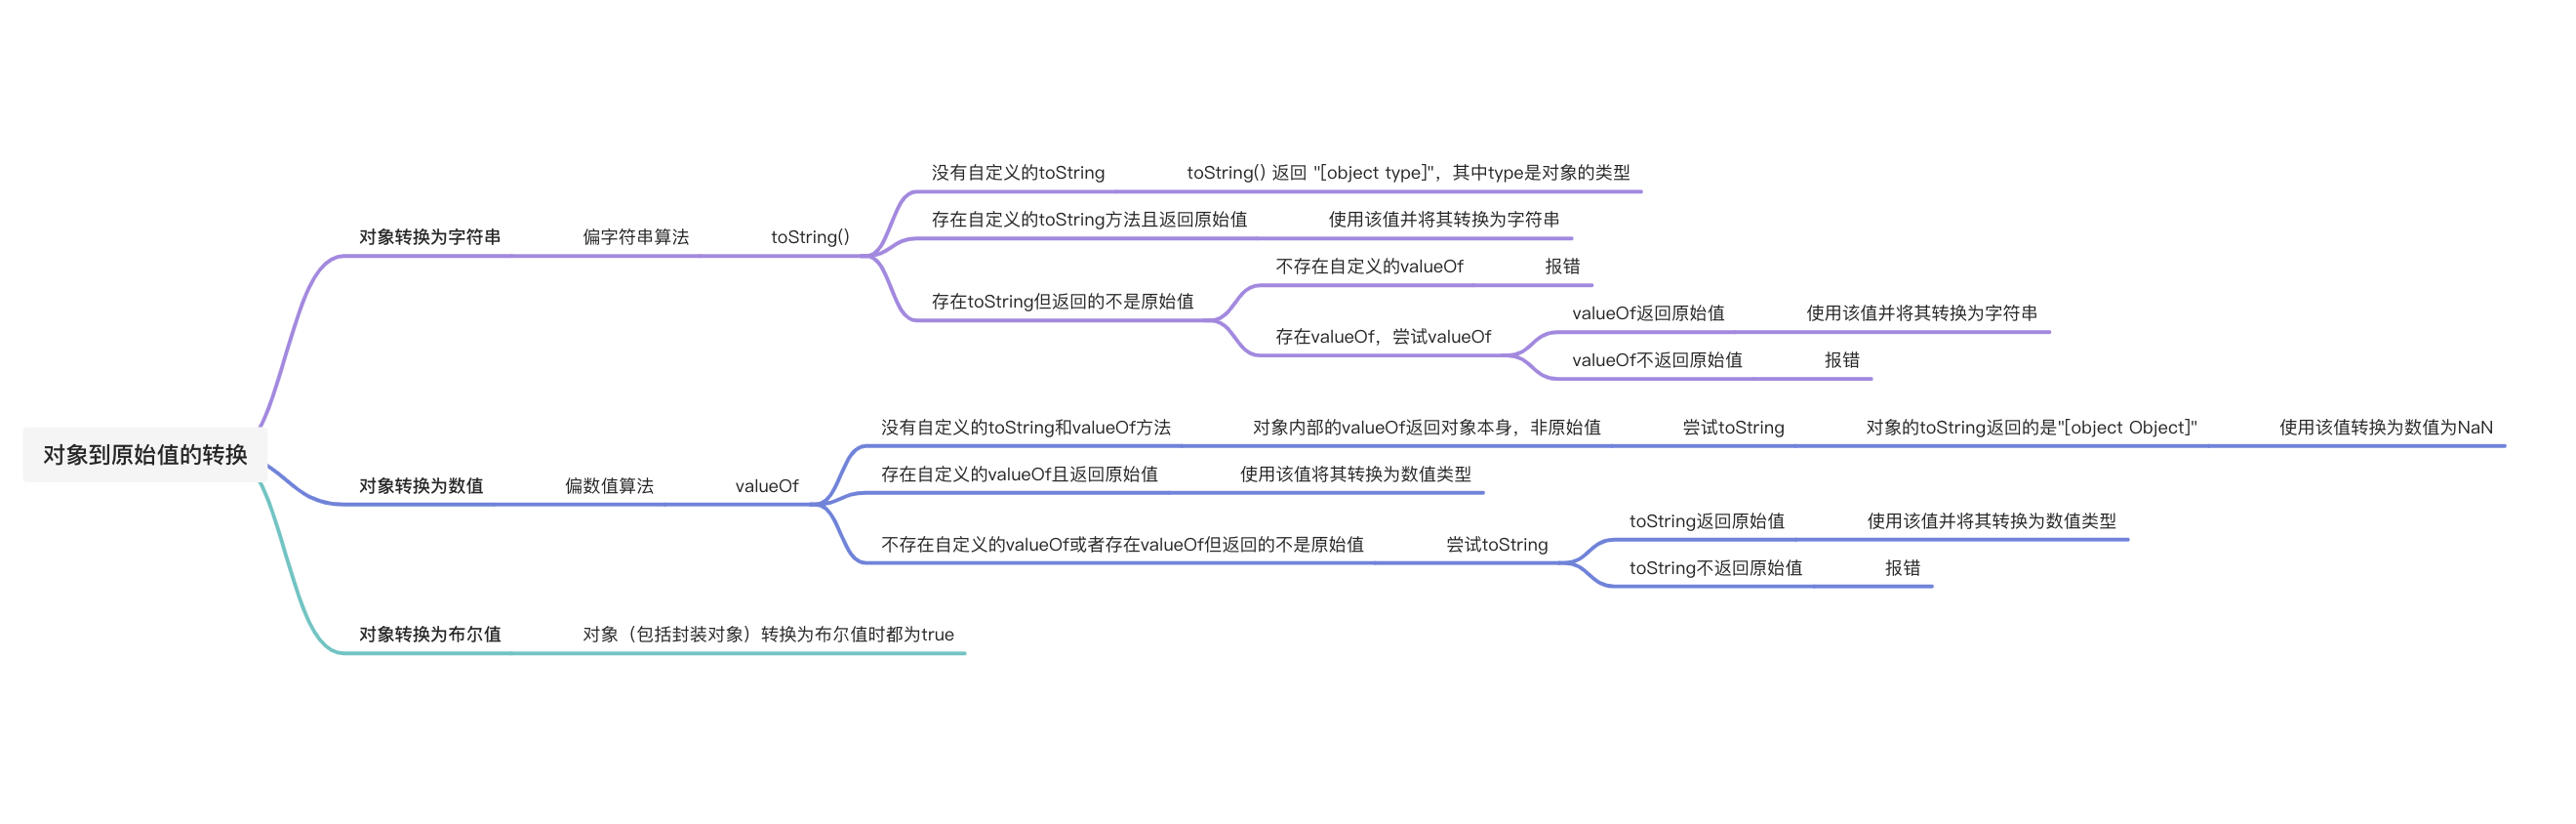 对象到原始值的转换
对象转换为字符串
偏字符串算法
toString()
没有自定义的toString
toString() 返回 "[object type]"，其中type是对象的类型
存在自定义的toString方法且返回原始值
使用该值并将其转换为字符串
存在toString但返回的不是原始值
不存在自定义的valueOf
报错
存在valueOf，尝试valueOf
valueOf返回原始值
使用该值并将其转换为字符串
valueOf不返回原始值
报错
对象转换为数值
偏数值算法
valueOf
没有自定义的toString和valueOf方法
对象内部的valueOf返回对象本身，非原始值
尝试toString
对象的toString返回的是"[object Object]"
使用该值转换为数值为NaN
存在自定义的valueOf且返回原始值
使用该值将其转换为数值类型
不存在自定义的valueOf或者存在valueOf但返回的不是原始值
尝试toString
toString返回原始值
使用该值并将其转换为数值类型
toString不返回原始值
报错
对象转换为布尔值
对象（包括封装对象）转换为布尔值时都为true